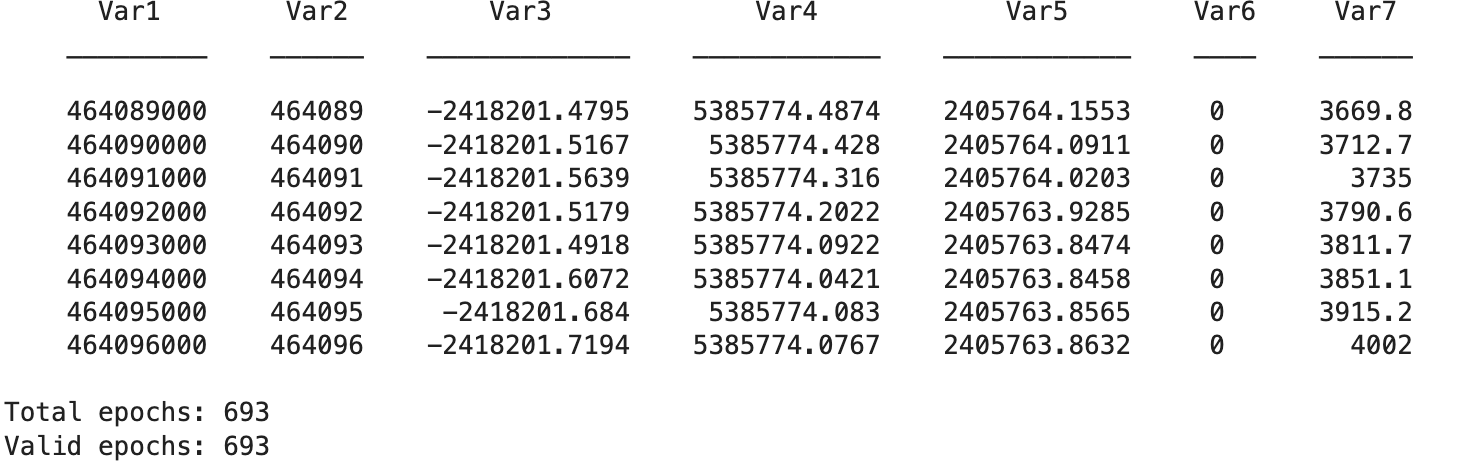 Var1 Var2 Var3 Var4 Var5 Var6 Var7
464089000 464089 -2418201.4795 5385774.4874 2405764.1553 0 3669.8
464090000 464090 -2418201.5167 5385774.428 2405764.0911 0 3712.7
464091000 464091 -2418201.5639 5385774.316 2405764.0203 0 3735
464092000 464092 -2418201.5179 5385774.2022 2405763.9285 0 3790.6
464093000 464093 -2418201.4918 5385774.0922 2405763.8474 0 3811.7
464094000 464094 -2418201.6072 5385774.0421 2405763.8458 0 3851.1
464095000 464095 -2418201.684 5385774.083 2405763.8565 0 3915.2
464096000 464096 -2418201.7194 5385774.0767 2405763.8632 0 4002
Total epochs: 693
Valid epochs: 693